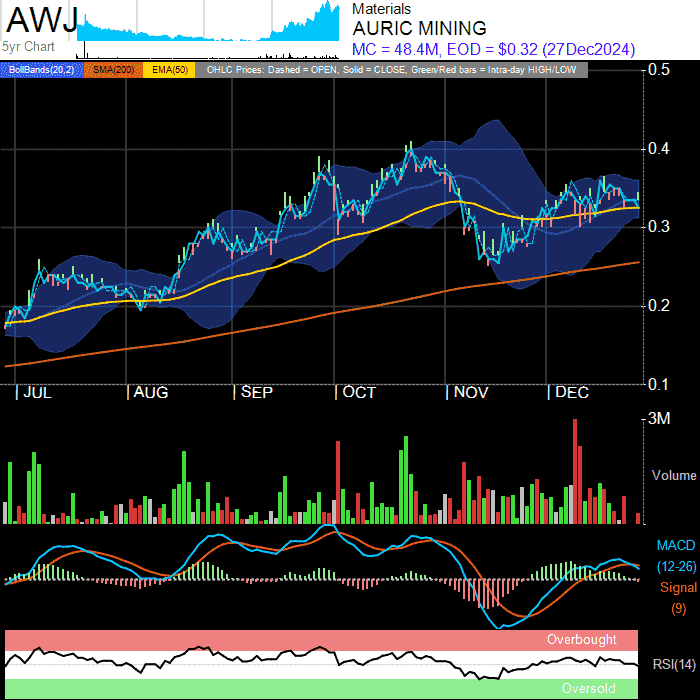 AWJ
5yr Chart
Materials
AURIC MINING
MC = 48.4M, EOD = $0.32 (27Dec2024)
BollBands(20,2) SMA(200) EMA(50) OHLC Prices: Dashed = OPEN, Solid = CLOSE, Green/Red bars = Intra-day HIGH/LOW
0.5
0.4
0.3
0.2
0.1
JUL AUG SEP OCT NOV DEC
3M
Volume
MACD
(12-26)
Signal
(9)
Overbought
RSI(14)
Oversold